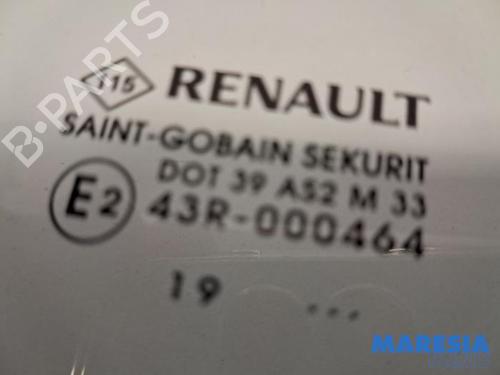 115 RENAULT
SAINT-GOBAIN SEKURIT
DOT 39 AS2 M 33
E2 43R-000464
19 ...
B-PARTS
MARESIA